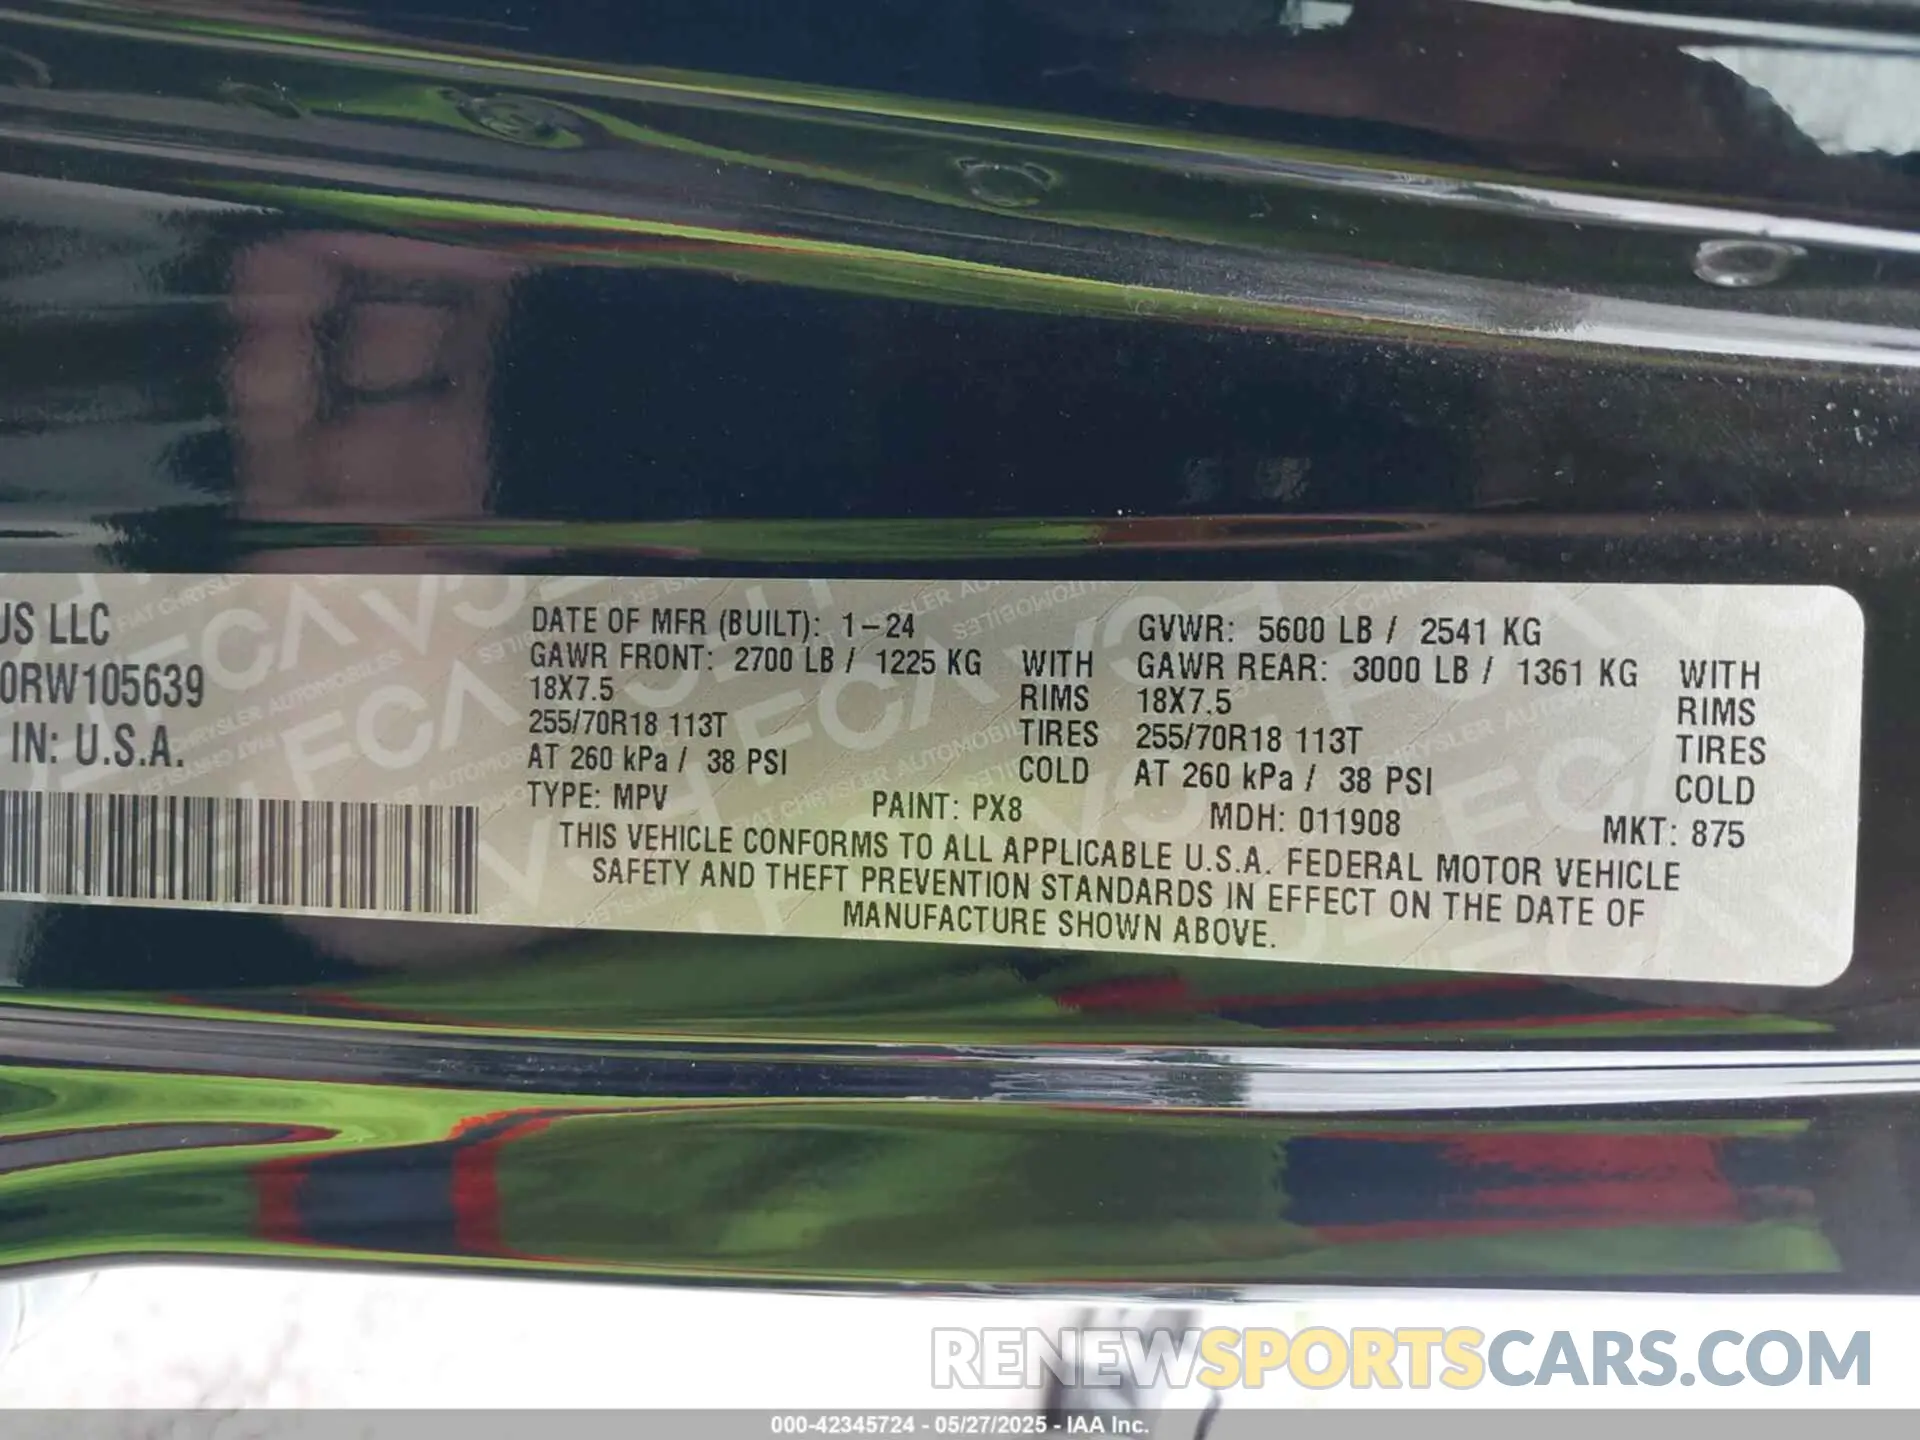 US LLC
0RW105639
IN: U.S.A.
DATE OF MFR (BUILT): 1-24
GVWR: 5600 LB / 2541 KG
GAWR FRONT: 2700 LB / 1225 KG WITH
18X7.5 RIMS
255/70R18 113T TIRES
AT 260 kPa / 38 PSI COLD
GAWR REAR: 3000 LB / 1361 KG WITH
18X7.5 RIMS
255/70R18 113T TIRES
AT 260 kPa / 38 PSI COLD
TYPE: MPV PAINT: PX8 MDH: 011908 MKT: 875
THIS VEHICLE CONFORMS TO ALL APPLICABLE U.S.A. FEDERAL MOTOR VEHICLE
SAFETY AND THEFT PREVENTION STANDARDS IN EFFECT ON THE DATE OF
MANUFACTURE SHOWN ABOVE.
RENEWSPORTSCARS.COM
000-42345724 - 05/27/2025 - IAA Inc.